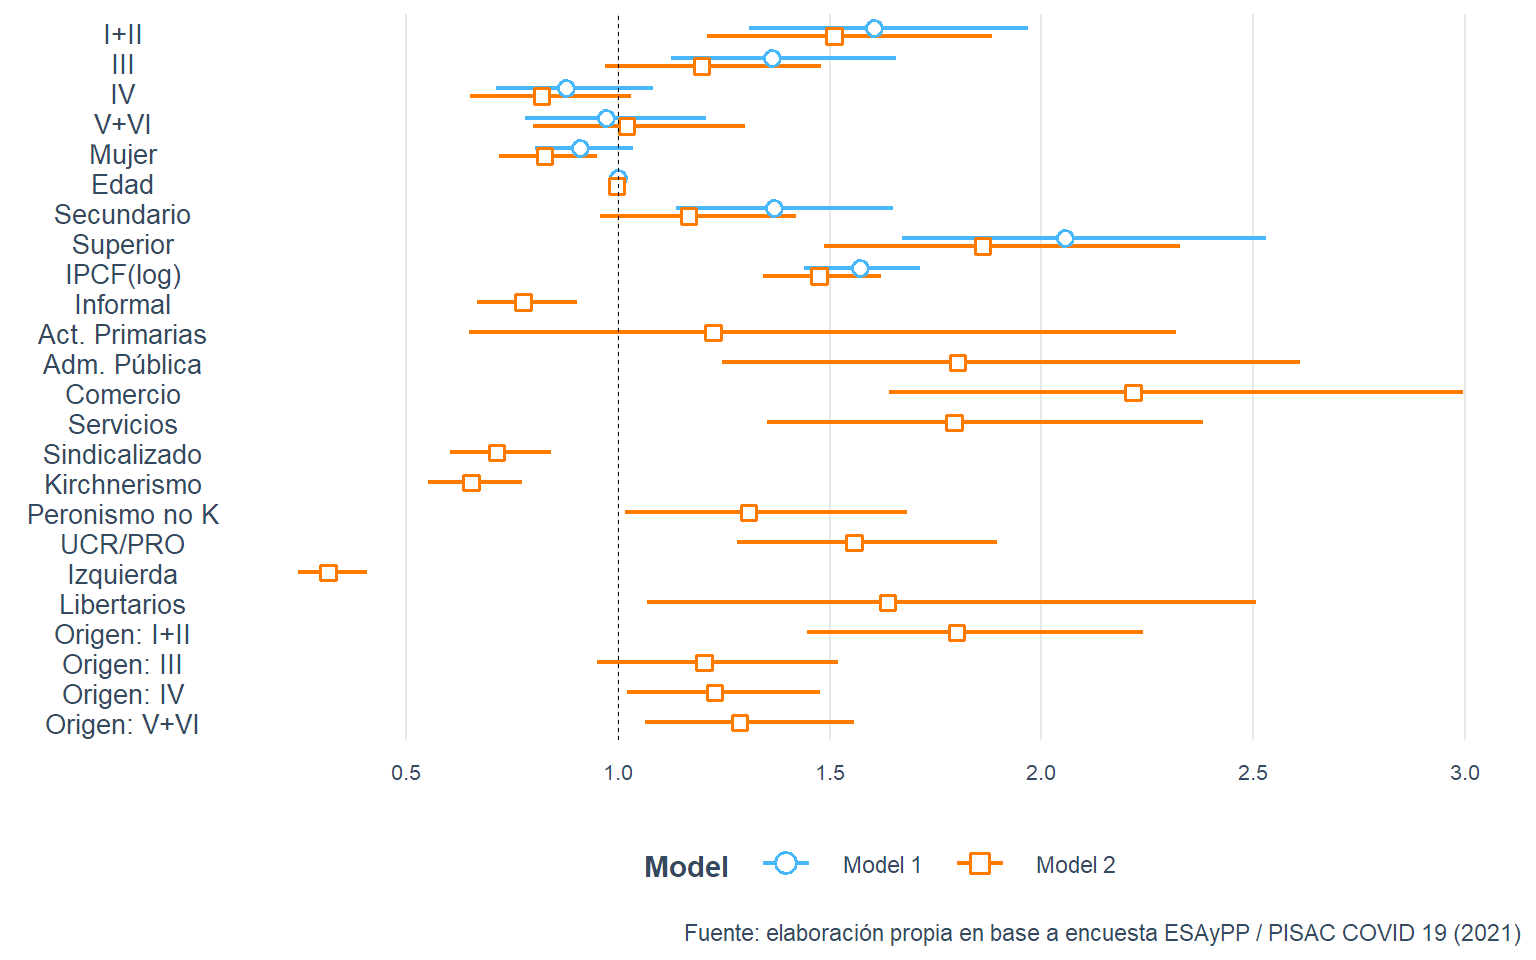 I+II
III
IV
V+VI
Mujer
Edad
Secundario
Superior
IPCF(log)
Informal
Act. Primarias
Adm. Pública
Comercio
Servicios
Sindicalizado
Kirchnerismo
Peronismo no K
UCR/PRO
Izquierda
Libertarios
Origen: I+II
Origen: III
Origen: IV
Origen: V+VI
0.5 1.0 1.5 2.0 2.5 3.0
Model Model 1 Model 2
Fuente: elaboración propia en base a encuesta ESAyPP / PISAC COVID 19 (2021)